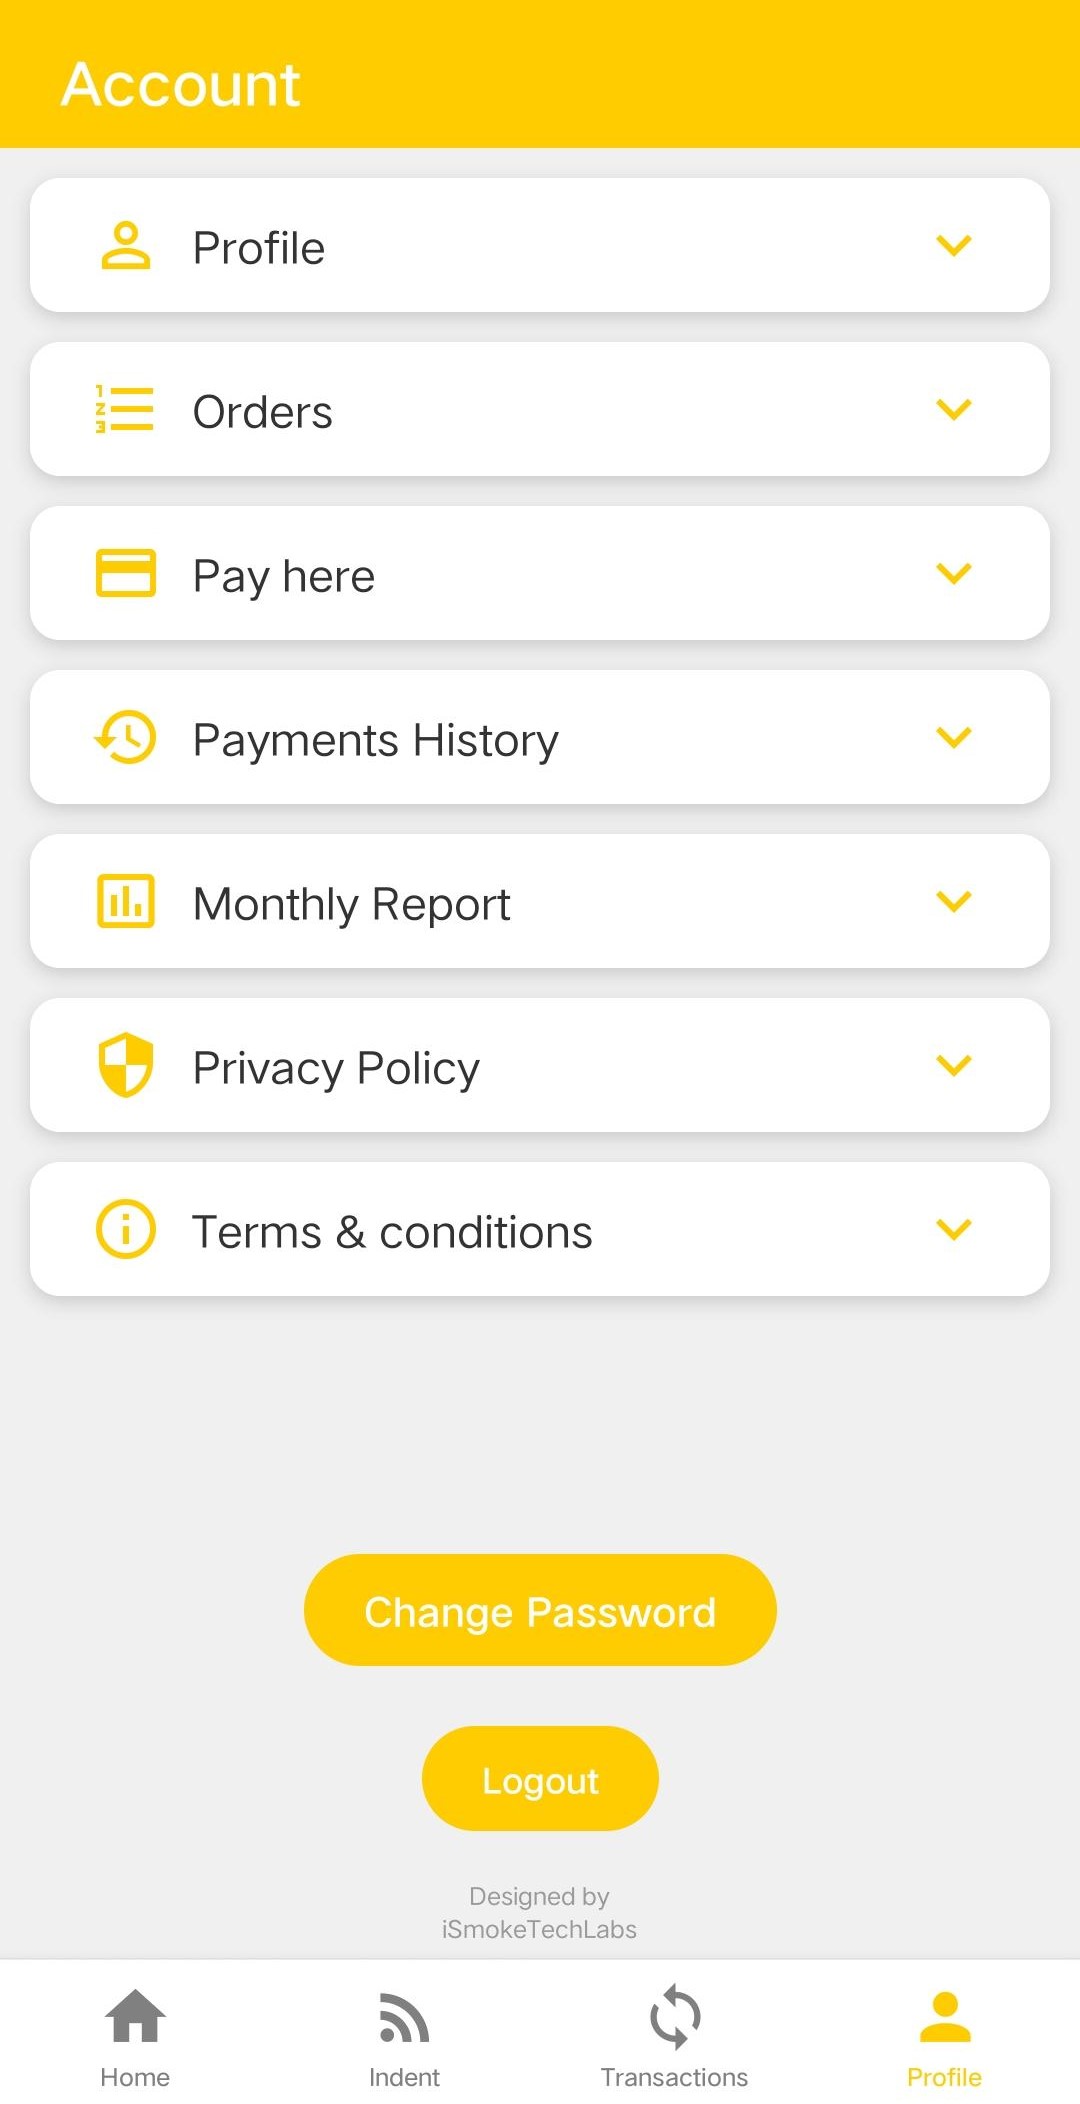 Account
Profile
Orders
Pay here
Payments History
Monthly Report
Privacy Policy
Terms & conditions
Change Password
Logout
Designed by
iSmokeTechLabs
Home
Indent
Transactions
Profile